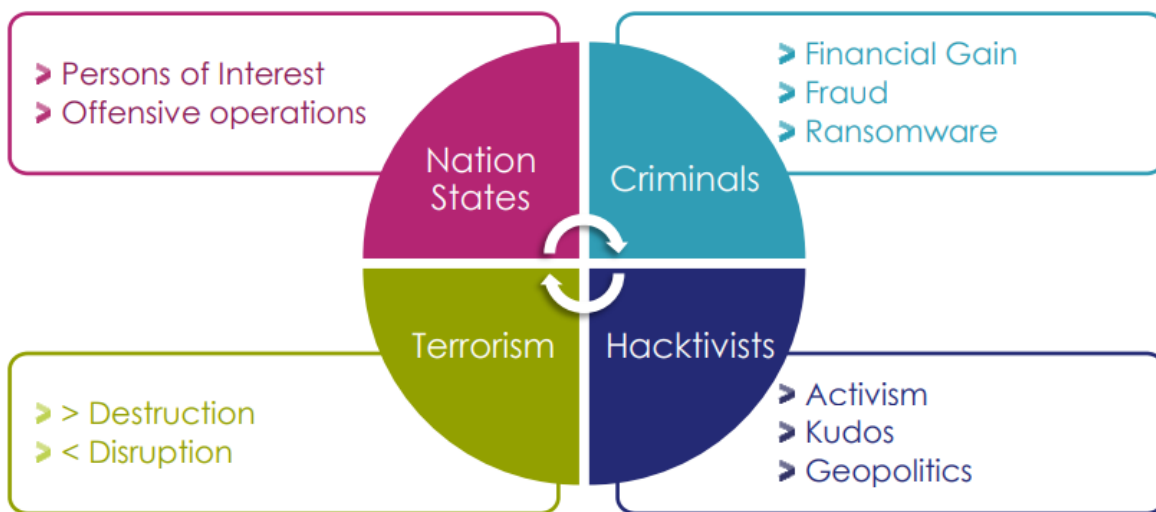 Persons of Interest
Offensive operations
Nation
States
Financial Gain
Fraud
Ransomware
Criminals
Terrorism
> Destruction
< Disruption
Hacktivists
Activism
Kudos
Geopolitics